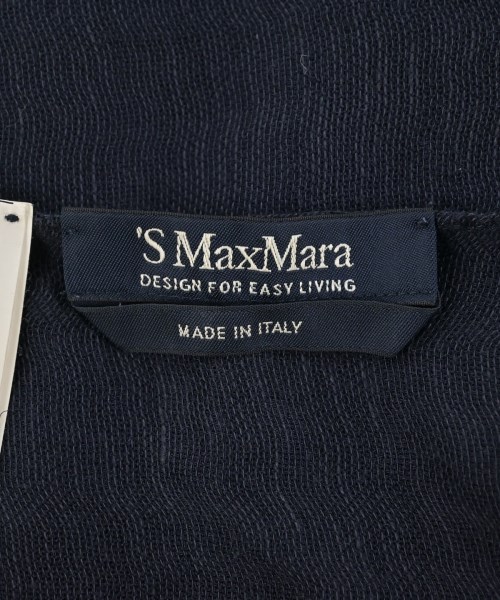 'S MaxMara
DESIGN FOR EASY LIVING
MADE IN ITALY